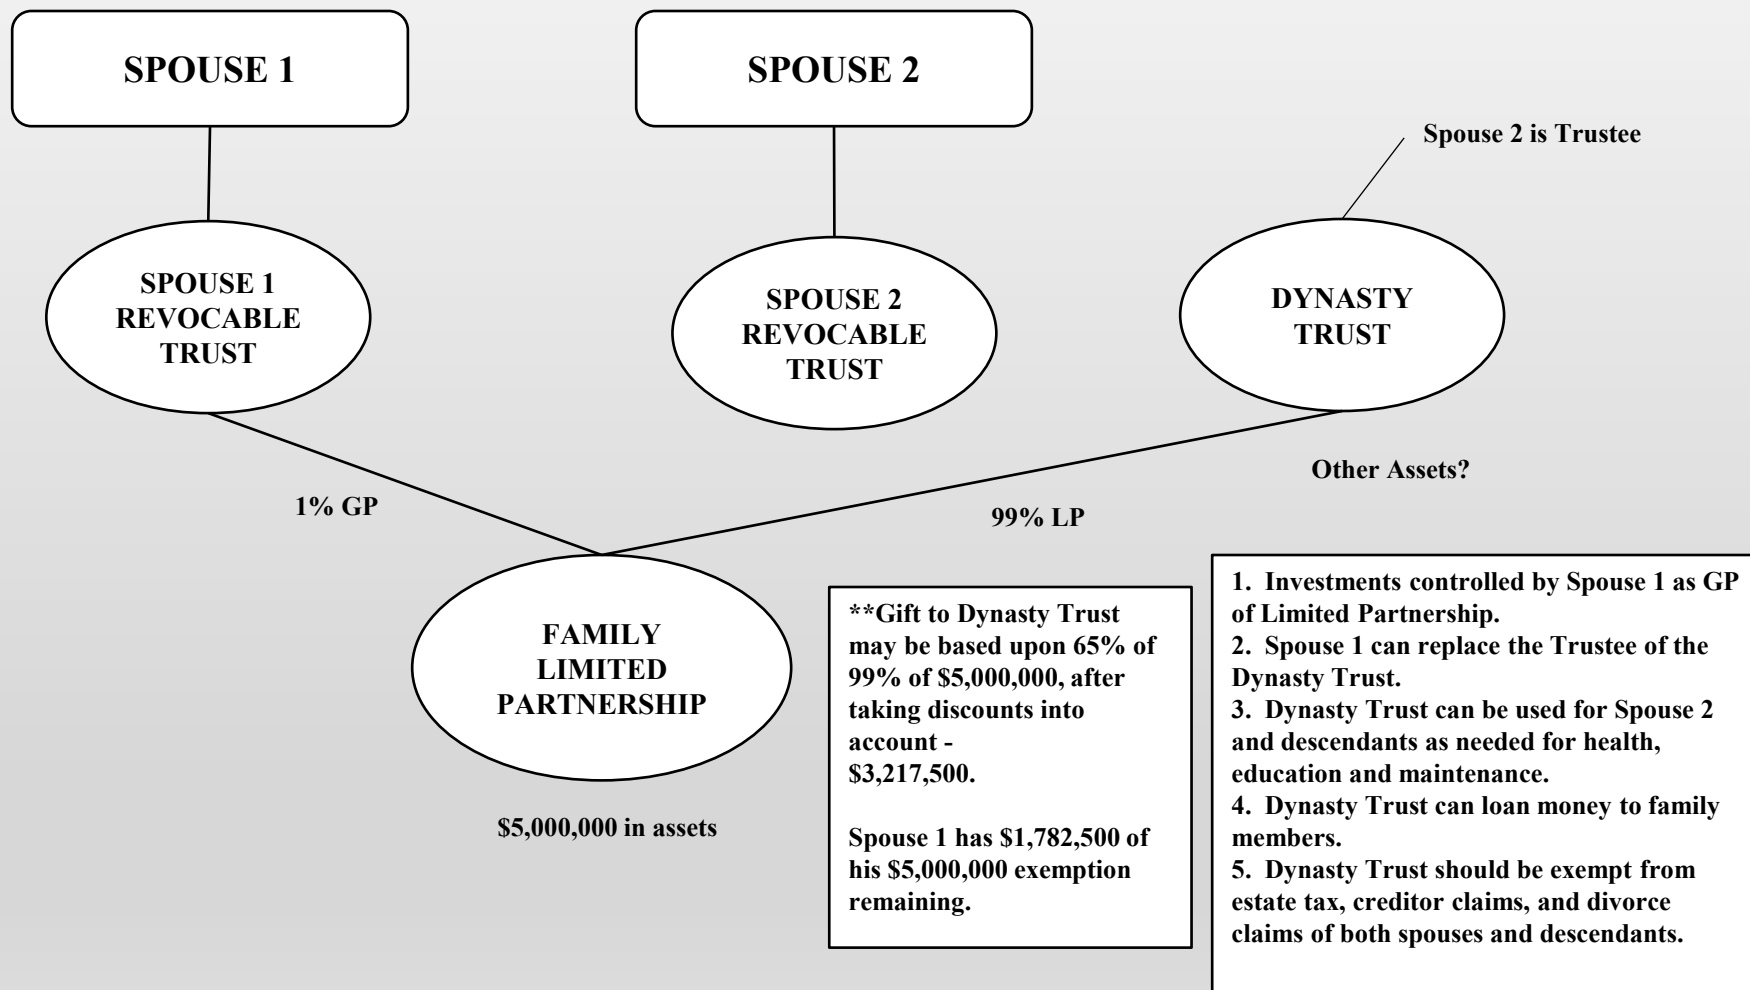 SPOUSE 1
SPOUSE 2
Spouse 2 is Trustee
SPOUSE 1
REVOCABLE
TRUST
SPOUSE 2
REVOCABLE
TRUST
DYNASTY
TRUST
Other Assets?
1% GP
99% LP
FAMILY
LIMITED
PARTNERSHIP
$5,000,000 in assets
**Gift to Dynasty Trust
may be based upon 65% of
99% of $5,000,000, after
taking discounts into
account -
$3,217,500.
Spouse 1 has $1,782,500 of
his $5,000,000 exemption
remaining.
1. Investments controlled by Spouse 1 as GP
of Limited Partnership.
2. Spouse 1 can replace the Trustee of the
Dynasty Trust.
3. Dynasty Trust can be used for Spouse 2
and descendants as needed for health,
education and maintenance.
4. Dynasty Trust can loan money to family
members.
5. Dynasty Trust should be exempt from
estate tax, creditor claims, and divorce
claims of both spouses and descendants.